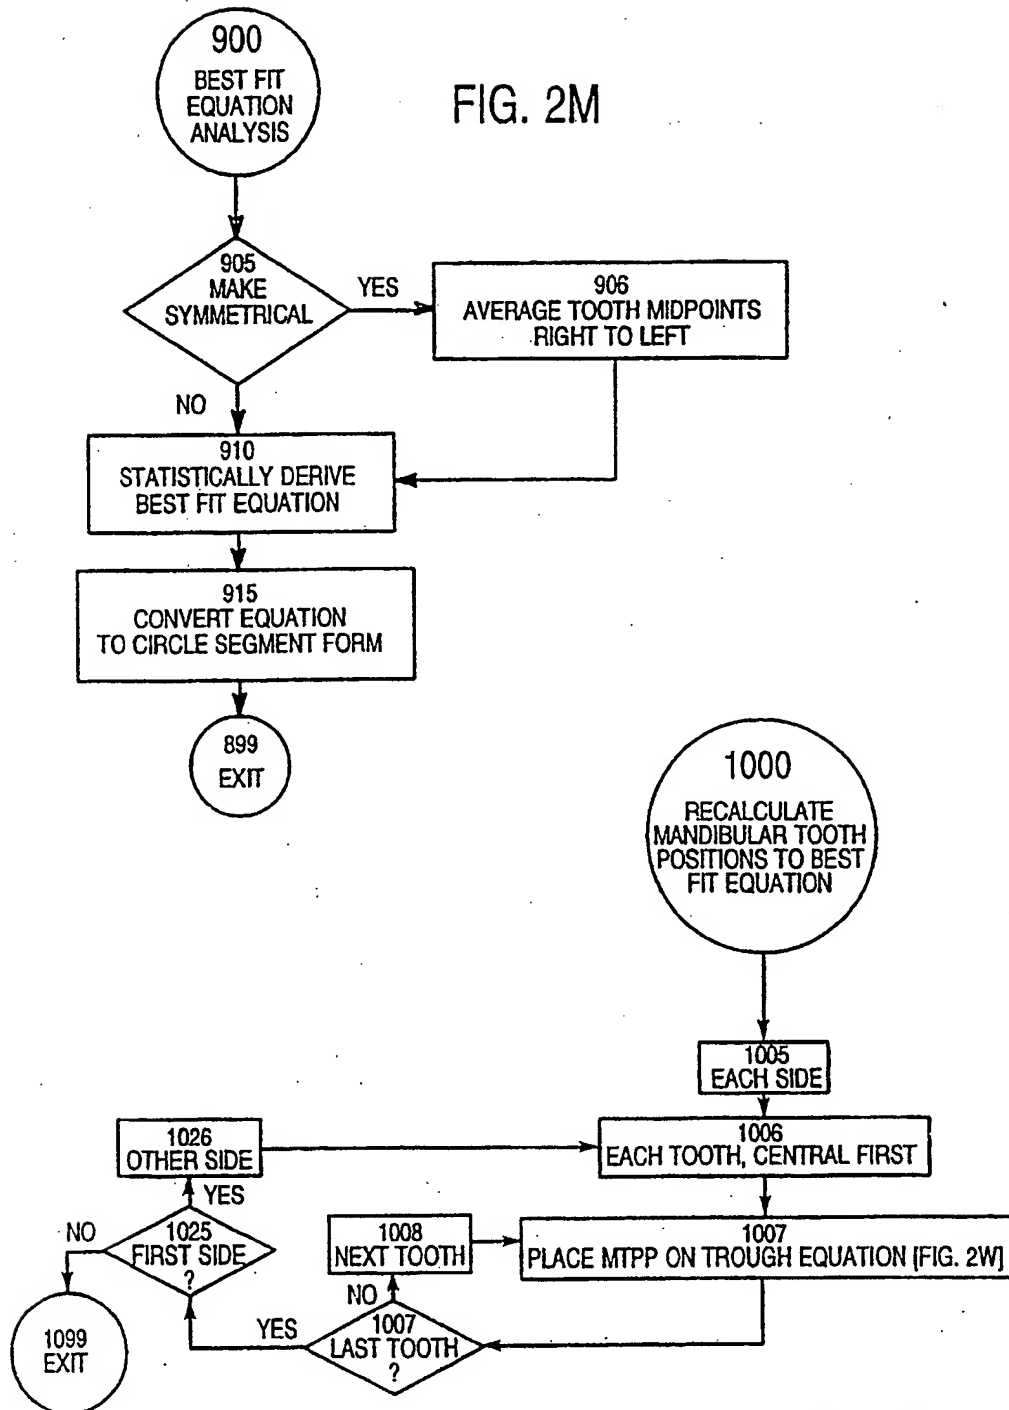 900
BEST FIT
EQUATION
ANALYSIS
FIG. 2M
905
MAKE
SYMMETRICAL
YES
906
AVERAGE TOOTH MIDPOINTS
RIGHT TO LEFT
NO
910
STATISTICALLY DERIVE
BEST FIT EQUATION
915
CONVERT EQUATION
TO CIRCLE SEGMENT FORM
899
EXIT
1000
RECALCULATE
MANDIBULAR TOOTH
POSITIONS TO BEST
FIT EQUATION
1005
EACH SIDE
1006
EACH TOOTH, CENTRAL FIRST
1007
PLACE MTPP ON TROUGH EQUATION [FIG. 2W]
1008
NEXT TOOTH
NO
1007
LAST TOOTH
?
YES
1025
FIRST SIDE
?
YES
1026
OTHER SIDE
NO
1099
EXIT